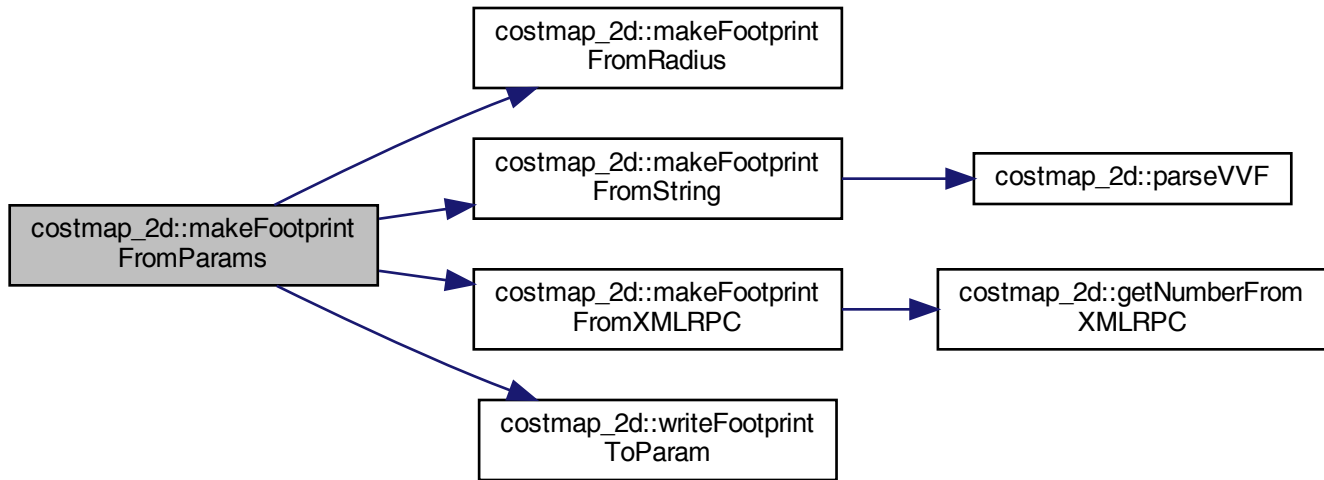 costmap_2d::makeFootprint
FromRadius
costmap_2d::makeFootprint
FromString
costmap_2d::parseVVF
costmap_2d::makeFootprint
FromParams
costmap_2d::makeFootprint
FromXMLRPC
costmap_2d::getNumberFrom
XMLRPC
costmap_2d::writeFootprint
ToParam